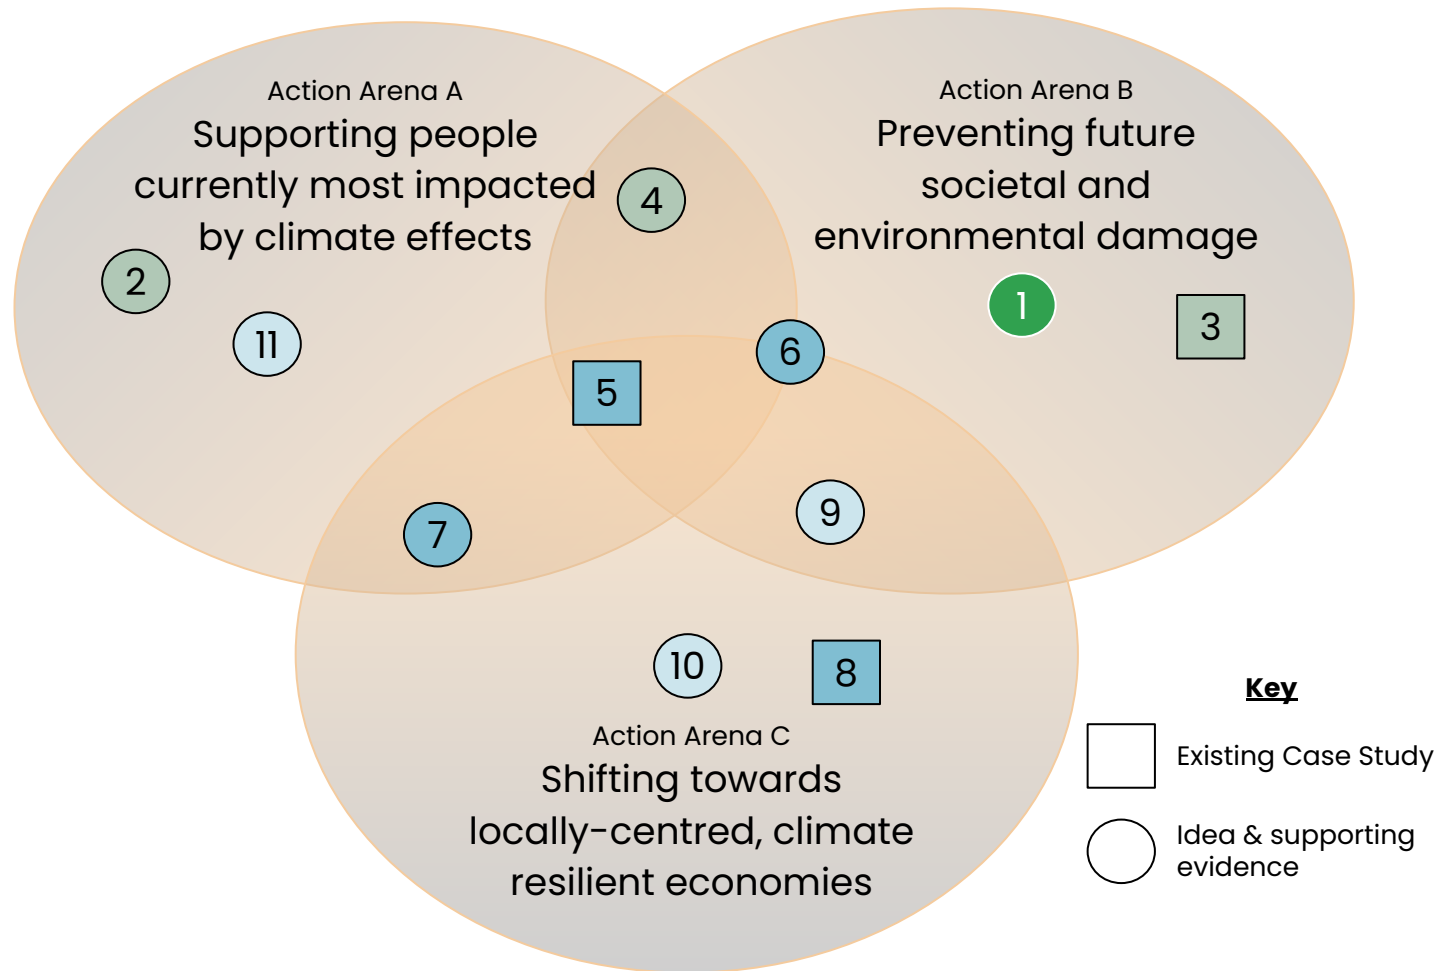 Action Arena A
Supporting people
currently most impacted
by climate effects
Action Arena B
Preventing future
societal and
environmental damage
4
2
11
1
3
6
5
7
9
10
8
Action Arena C
Shifting towards
locally-centred, climate
resilient economies
Key
Existing Case Study
Idea & supporting
evidence